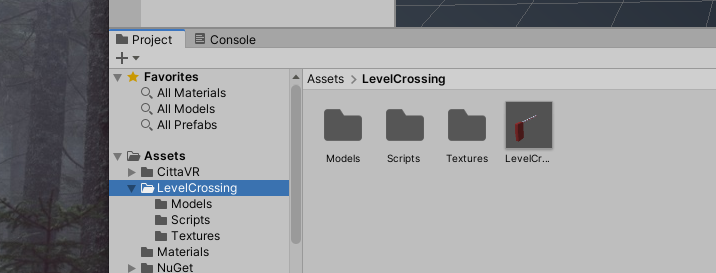 Project
Console
Favorites
All Materials
All Models
All Prefabs
Assets
CittaVR
LevelCrossing
Models
Scripts
Textures
Materials
NuGet
Assets > LevelCrossing
Models
Scripts
Textures
LevelCr...